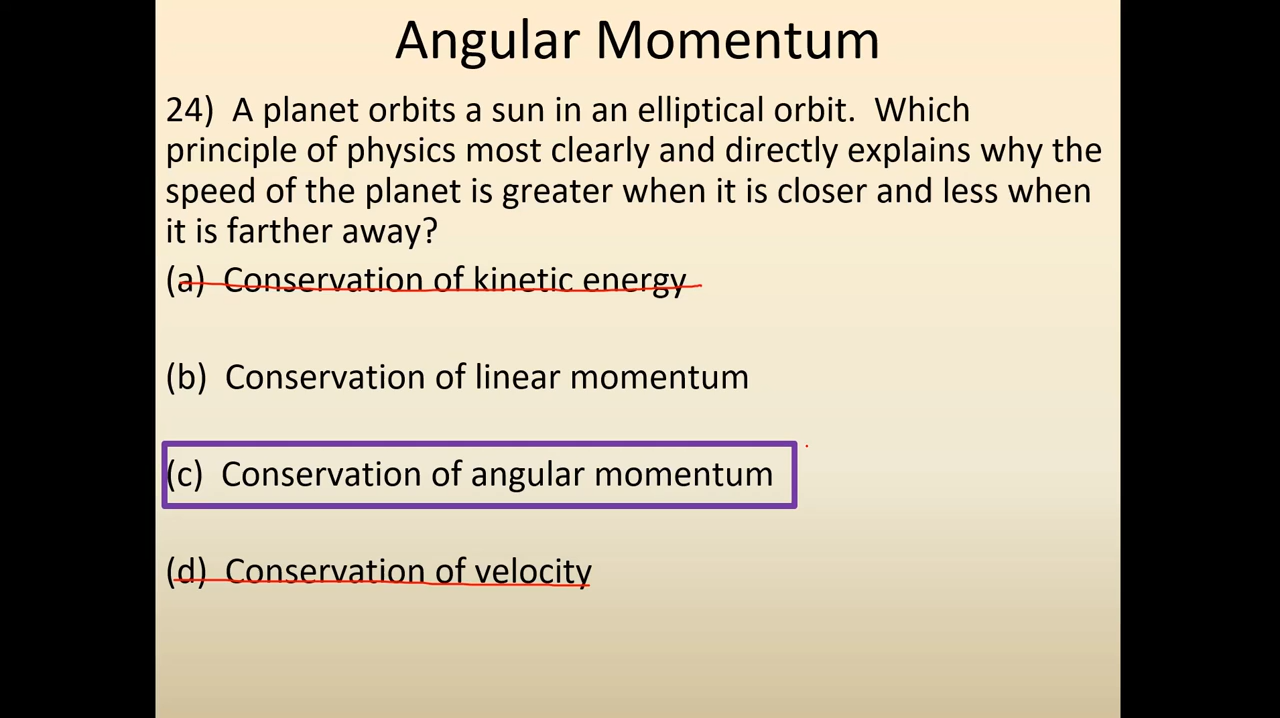 Angular Momentum
24)  A planet orbits a sun in an elliptical orbit.  Which
principle of physics most clearly and directly explains why the
speed of the planet is greater when it is closer and less when
it is farther away?
(a)  Conservation of kinetic energy
(b)  Conservation of linear momentum
(c)  Conservation of angular momentum
(d)  Conservation of velocity